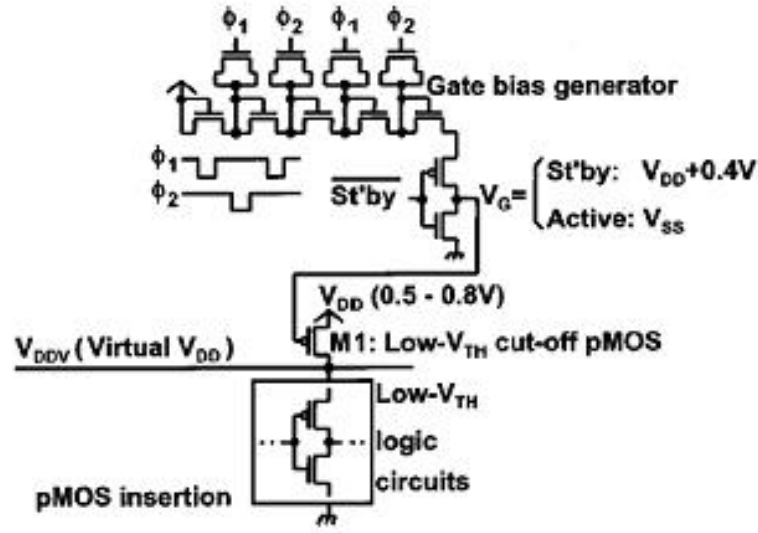 ϕ1 ϕ2 ϕ1 ϕ2
Gate bias generator
ϕ1
ϕ2
St'by
VG= St'by: VDD+0.4V
Active: VSS
VDD (0.5 - 0.8V)
VDDV (Virtual VDD)
M1: Low-VTH cut-off pMOS
Low-VTH
logic
circuits
pMOS insertion